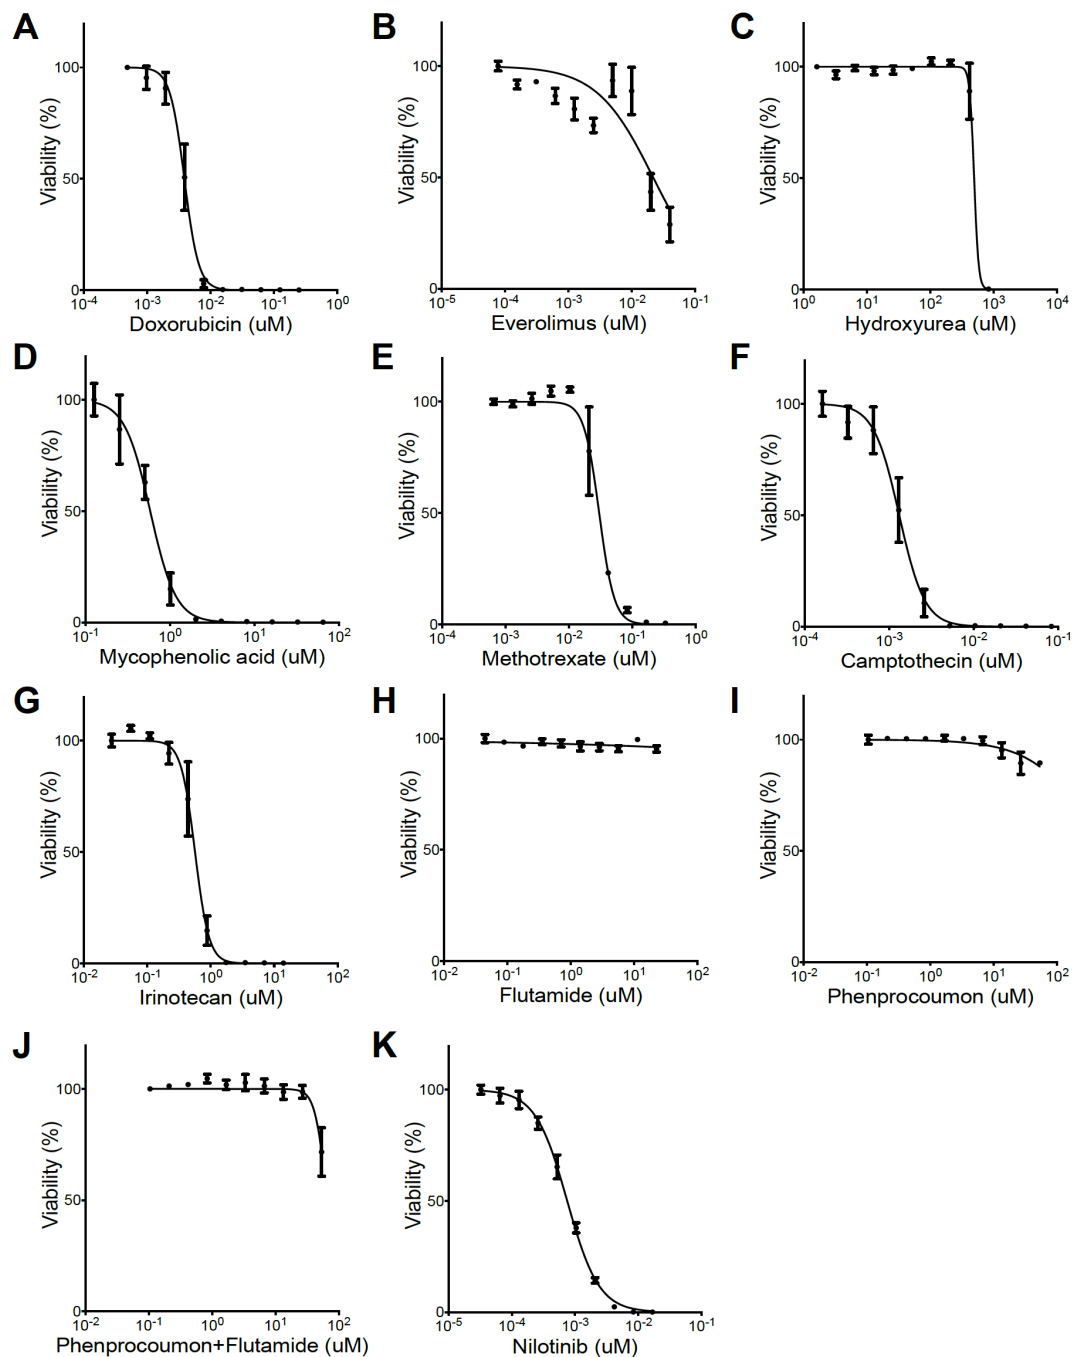 A
Viability (%)
100
50
0
10⁻⁴ 10⁻³ 10⁻² 10⁻¹ 10⁰
Doxorubicin (uM)
B
Viability (%)
100
50
0
10⁻⁵ 10⁻⁴ 10⁻³ 10⁻² 10⁻¹
Everolimus (uM)
C
Viability (%)
100
50
0
10⁰ 10¹ 10² 10³ 10⁴
Hydroxyurea (uM)
D
Viability (%)
100
50
0
10⁻¹ 10⁰ 10¹ 10²
Mycophenolic acid (uM)
E
Viability (%)
100
50
0
10⁻⁴ 10⁻³ 10⁻² 10⁻¹ 10⁰
Methotrexate (uM)
F
Viability (%)
100
50
0
10⁻⁴ 10⁻³ 10⁻² 10⁻¹
Camptothecin (uM)
G
Viability (%)
100
50
0
10⁻² 10⁻¹ 10⁰ 10¹ 10²
Irinotecan (uM)
H
Viability (%)
100
50
0
10⁻² 10⁻¹ 10⁰ 10¹ 10²
Flutamide (uM)
I
Viability (%)
100
50
0
10⁻² 10⁻¹ 10⁰ 10¹ 10²
Phenprocoumon (uM)
J
Viability (%)
100
50
0
10⁻² 10⁻¹ 10⁰ 10¹ 10²
Phenprocoumon+Flutamide (uM)
K
Viability (%)
100
50
0
10⁻⁵ 10⁻⁴ 10⁻³ 10⁻² 10⁻¹
Nilotinib (uM)